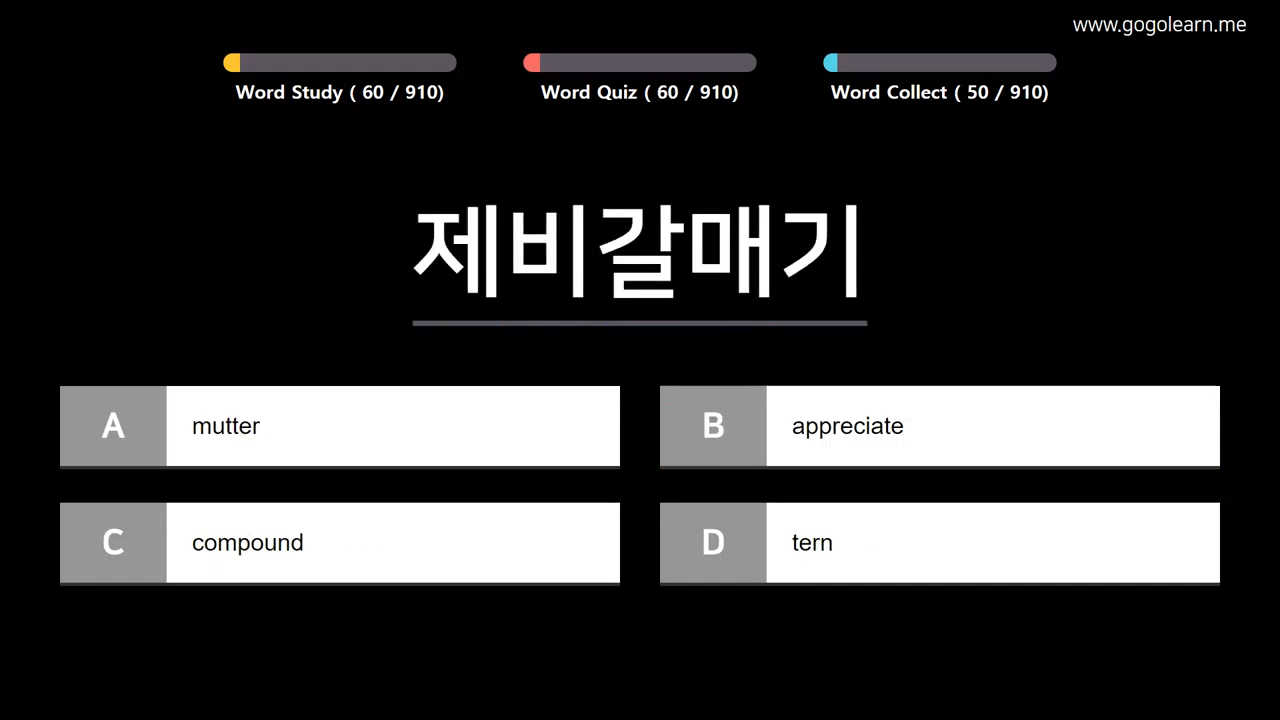 www.gogolearn.me
Word Study ( 60 / 910)
Word Quiz ( 60 / 910)
Word Collect ( 50 / 910)
제비갈매기
A mutter
B appreciate
C compound
D tern